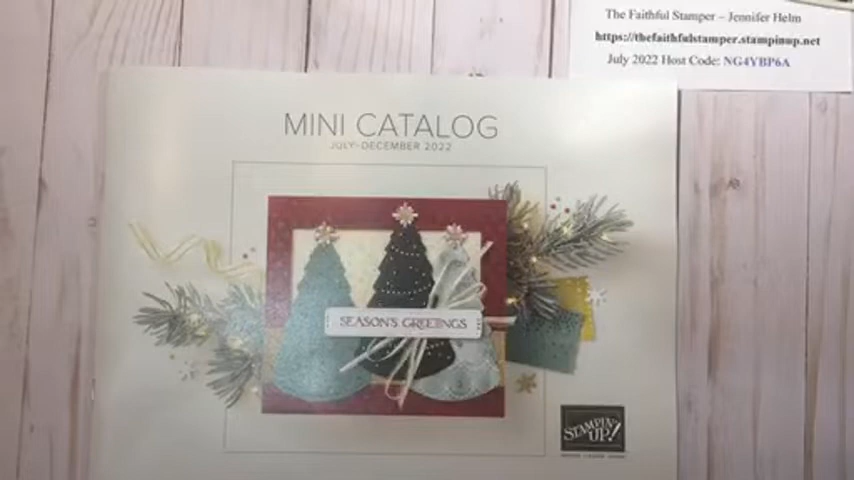 The Faithful Stamper – Jennifer Helm
https://thefaithfulstamper.stampinup.net
July 2022 Host Code: NG4YBP6A
MINI CATALOG
JULY–DECEMBER 2022
SEASON'S GREETINGS
STAMPIN'
UP!